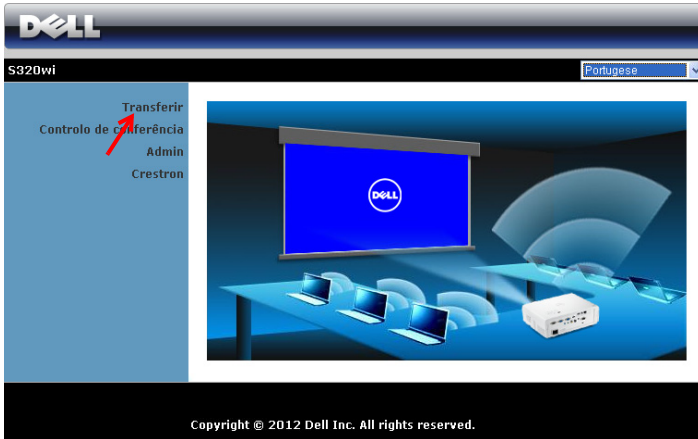 DELL
S320wi
Portugese
Transferir
Controlo de conferência
Admin
Crestron
DELL
Copyright © 2012 Dell Inc. All rights reserved.